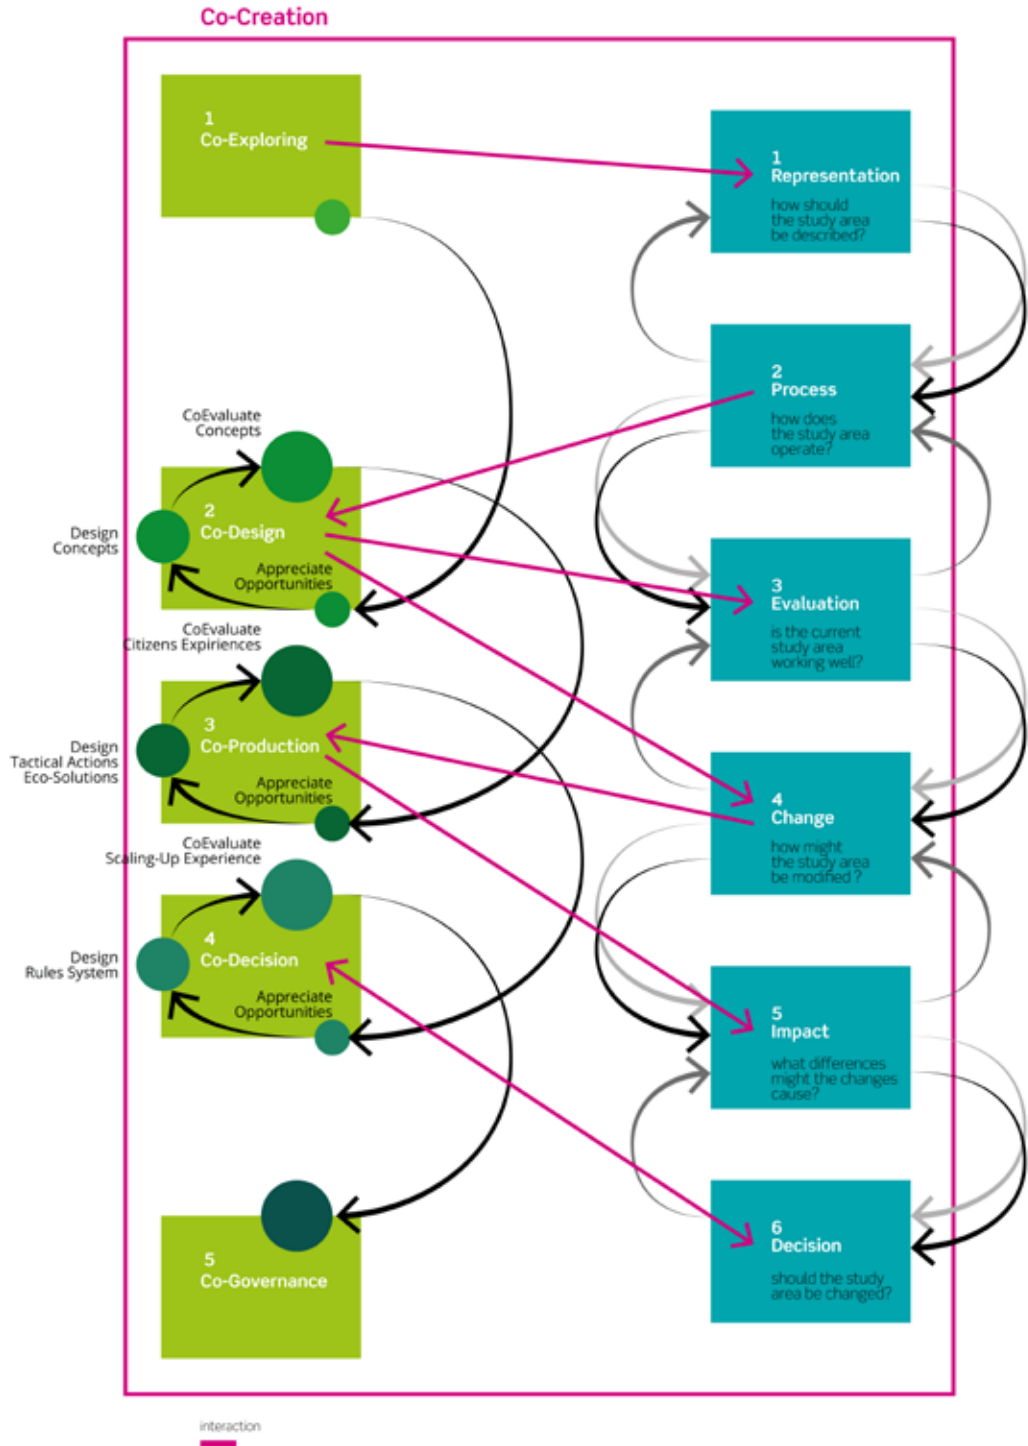 Co-Creation
1
Co-Exploring
1
Representation
how should
the study area
be described?
2
Process
how does
the study area
operate?
CoEvaluate
Concepts
2
Co-Design
Design
Concepts
Appreciate
Opportunities
3
Evaluation
is the current
study area
working well?
CoEvaluate
Citizens Expiriences
3
Co-Production
Design
Tactical Actions
Eco-Solutions
Appreciate
Opportunities
4
Change
how might
the study area
be modified ?
CoEvaluate
Scaling-Up Experience
4
Co-Decision
Design
Rules System
Appreciate
Opportunities
5
Impact
what differences
might the changes
cause?
5
Co-Governance
6
Decision
should the study
area be changed?
interaction